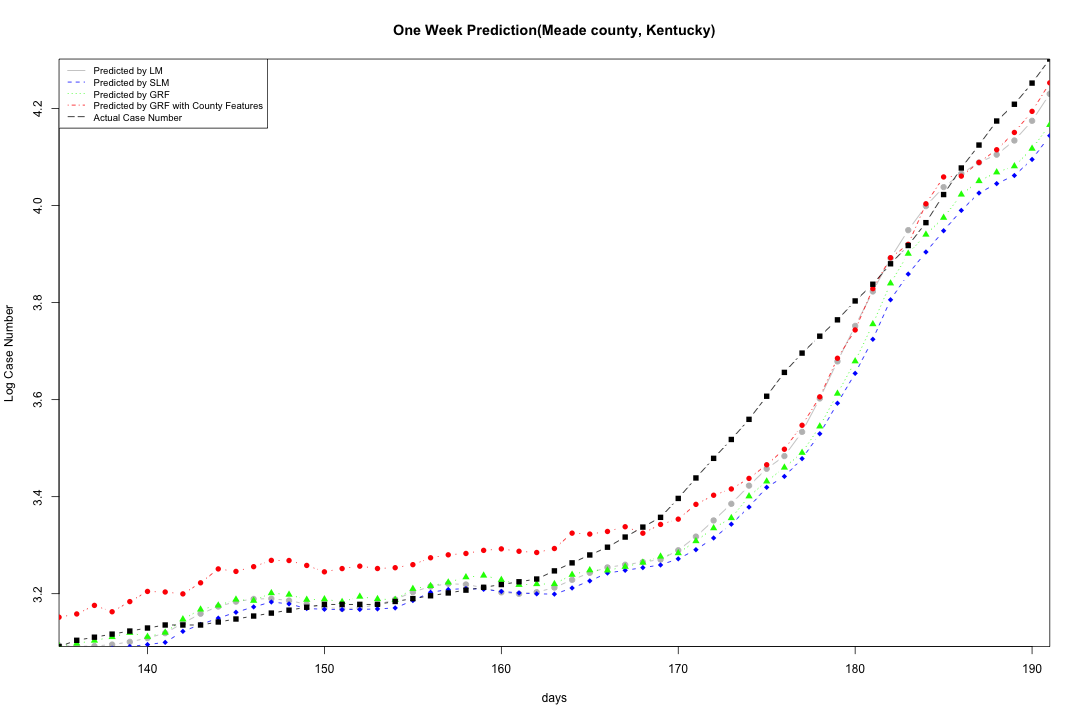 One Week Prediction(Meade county, Kentucky)
Predicted by LM
Predicted by SLM
Predicted by GRF
Predicted by GRF with County Features
Actual Case Number
4.2
4.0
3.8
3.6
3.4
3.2
Log Case Number
140 150 160 170 180 190
days